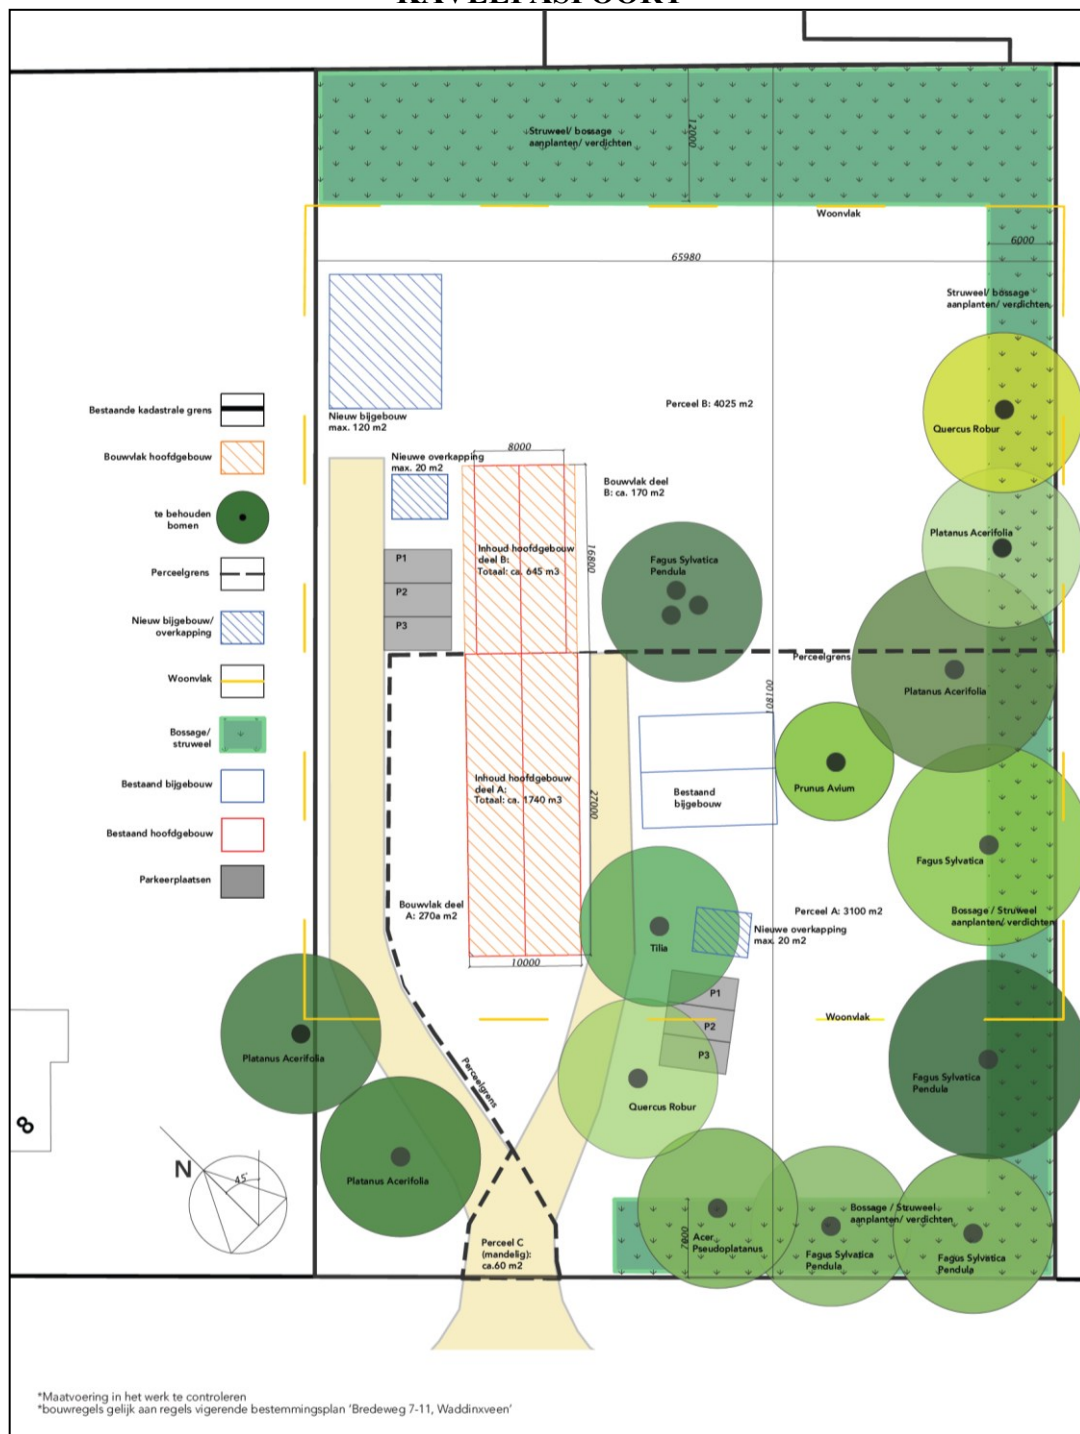 KAVELPASPOORT
Struweel/ bossage
aanplanten/ verdichten
12000
Woonvlak
6000
65980
Struweel/ bossage
aanplanten/ verdichten
Bestaande kadastrale grens
Bouwvlak hoofdgebouw
te behouden
bomen
Perceelgrens
Nieuw bijgebouw/
overkapping
Woonvlak
Bossage/
struweel
Bestaand bijgebouw
Bestaand hoofdgebouw
Parkeerplaatsen
Nieuw bijgebouw
max. 120 m2
Perceel B: 4025 m2
Quercus Robur
8000
Nieuwe overkapping
max. 20 m2
Bouwvlak deel
B: ca. 170 m2
Platanus Acerifolia
Inhoud hoofdgebouw
deel B:
Totaal: ca. 645 m3
16800
P1
P2
P3
Fagus Sylvatica
Pendula
Perceelgrens
Platanus Acerifolia
108100
Inhoud hoofdgebouw
deel A:
Totaal: ca. 1740 m3
27000
Bestaand
bijgebouw
Prunus Avium
Fagus Sylvatica
Bouwvlak deel
A: 270a m2
Perceel A: 3100 m2
Bossage / Struweel
aanplanten/ verdichten
Nieuwe overkapping
max. 20 m2
Tilia
10000
P1
P2
P3
Woonvlak
Platanus Acerifolia
Perceelgrens
Fagus Sylvatica
Pendula
Quercus Robur
8
N
45°
Platanus Acerifolia
Bossage / Struweel
aanplanten/ verdichten
7000
Acer
Pseudoplatanus
Fagus Sylvatica
Pendula
Fagus Sylvatica
Pendula
Perceel C
(mandelig):
ca.60 m2
*Maatvoering in het werk te controleren
*bouwregels gelijk aan regels vigerende bestemmingsplan 'Bredeweg 7-11, Waddinxveen'